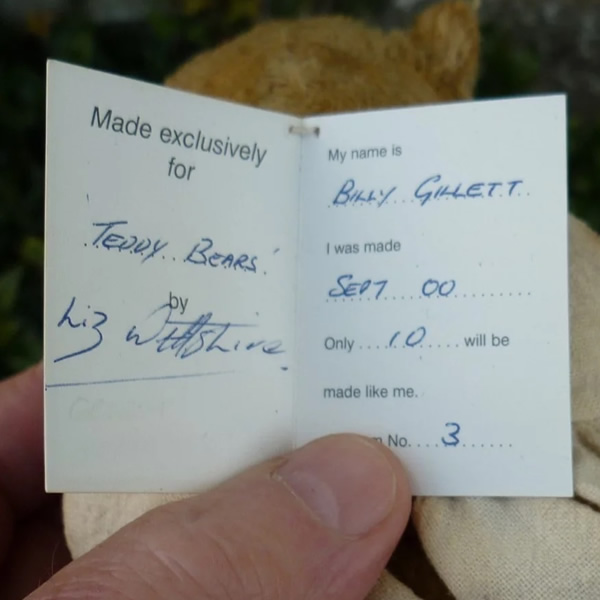 Made exclusively
for
TEDDY BEARS'
by
Liz Wiltshire
My name is
BILLY GILLETT
I was made
SEPT 00
Only 10 will be
made like me.
No. 3